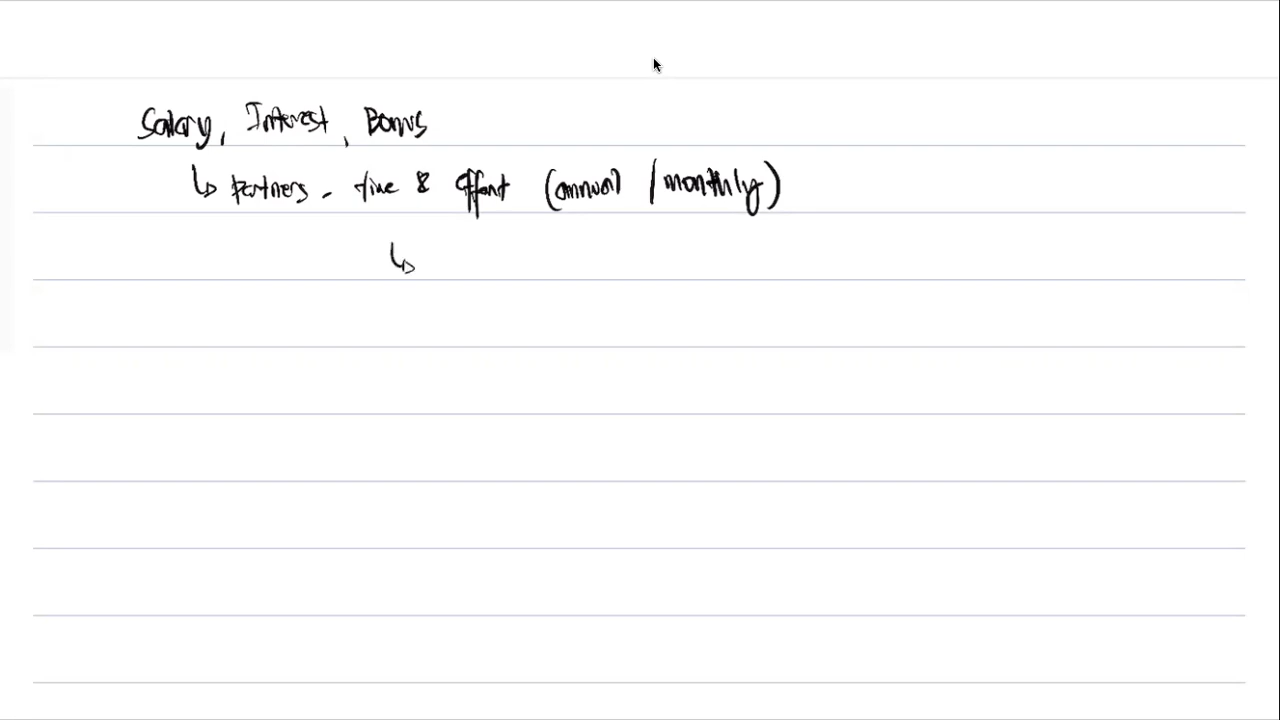 Salary, Interest, Bonus
↳ partners - time & effort (annual / monthly)
↳